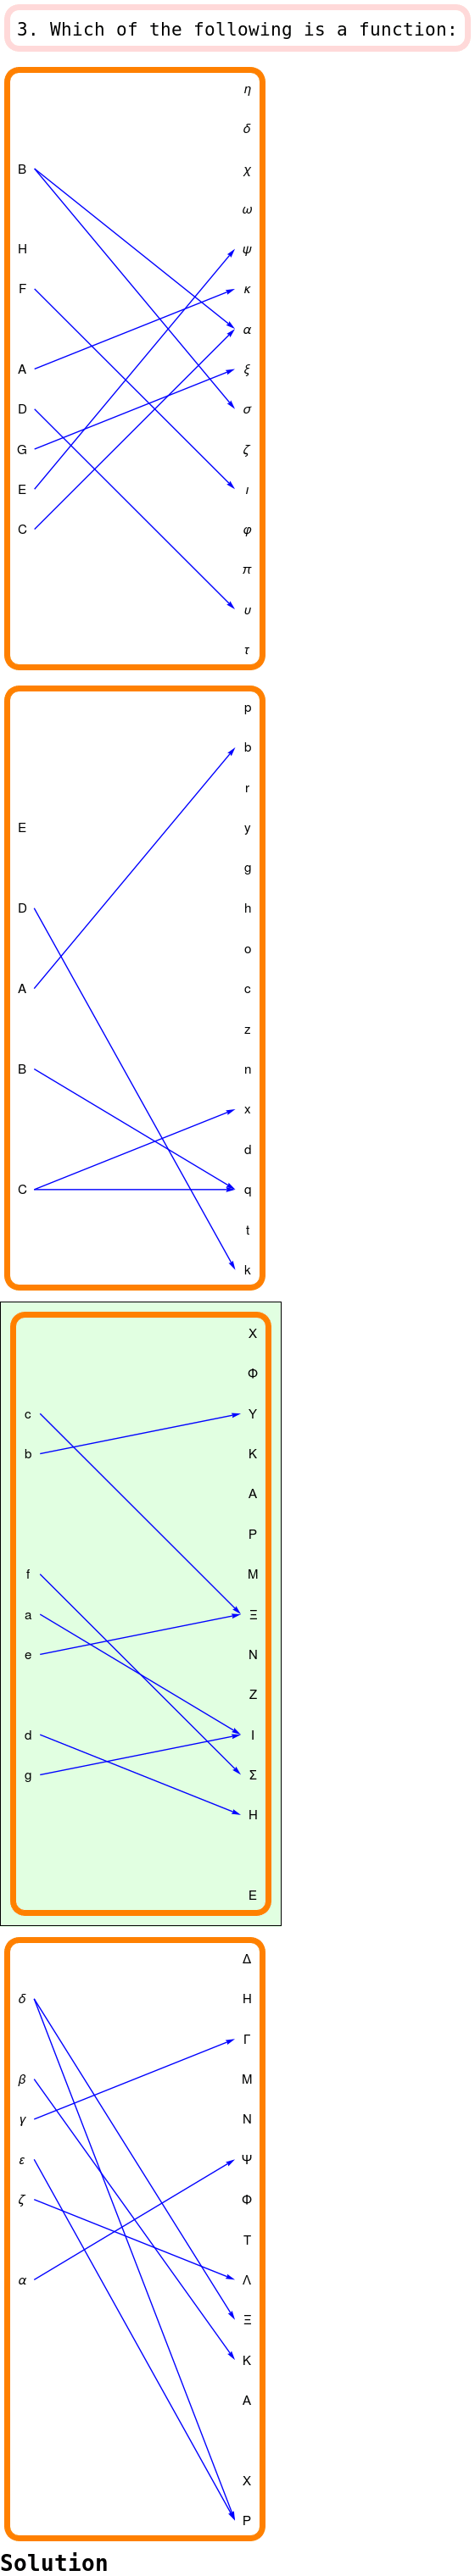 3. Which of the following is a function:
η
δ
B χ
ω
H ψ
F κ
α
A ξ
D σ
G ζ
E ι
C φ
π
υ
τ
p
b
r
E y
g
D h
o
A c
z
B n
x
d
C q
t
k
Χ
Φ
c Υ
b Κ
Α
Ρ
f Μ
a Ξ
e Ν
Ζ
d Ι
g Σ
Η
Ε
Δ
δ Η
Γ
β Μ
γ Ν
ε Ψ
ζ Φ
Τ
α Λ
Ξ
Κ
Α
Χ
Ρ
Solution